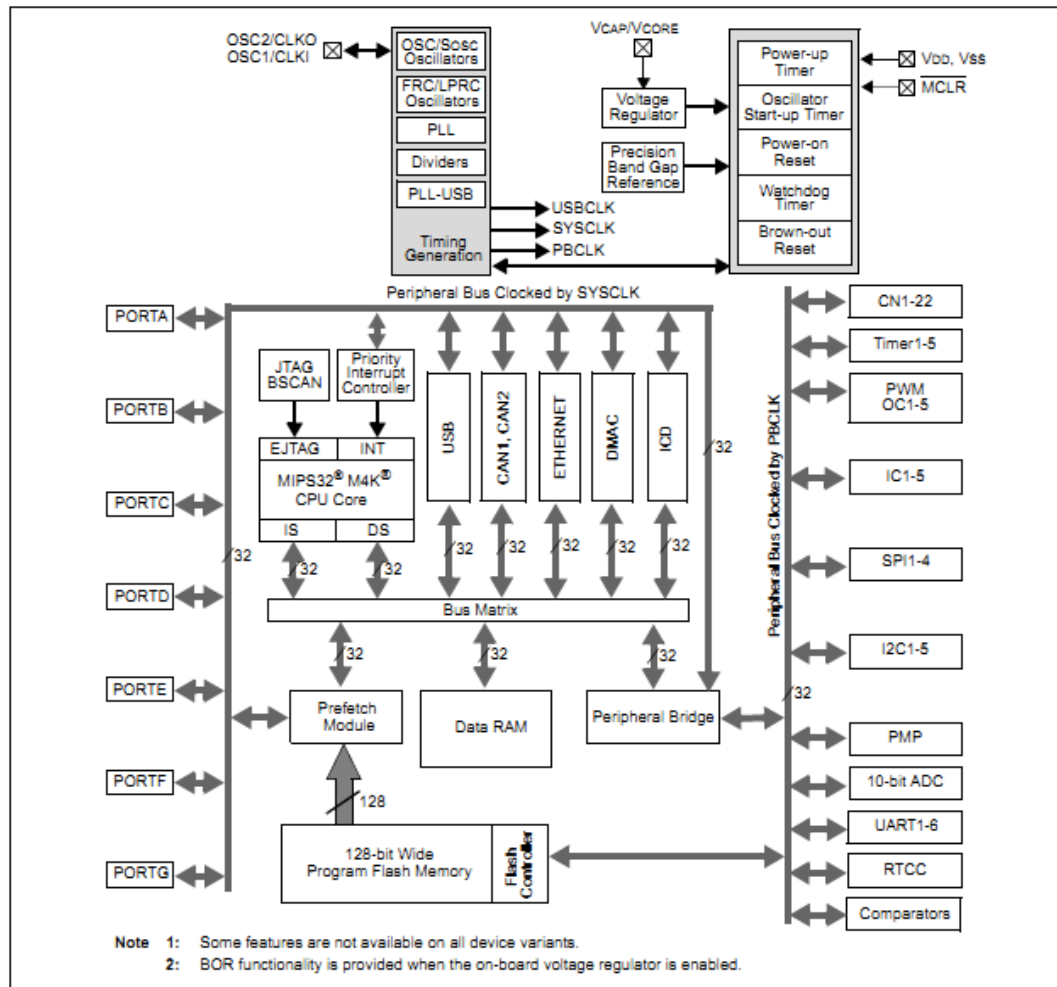 OSC2/CLKO
OSC1/CLKI
OSC/SOSC
Oscillators
FRC/LPRC
Oscillators
PLL
Dividers
PLL-USB
Timing
Generation
USBCLK
SYSCLK
PBCLK
VCAP/VCORE
Voltage
Regulator
Precision
Band Gap
Reference
Power-up
Timer
Oscillator
Start-up Timer
Power-on
Reset
Watchdog
Timer
Brown-out
Reset
VDD, VSS
MCLR
Peripheral Bus Clocked by SYSCLK
PORTA
PORTB
PORTC
PORTD
PORTE
PORTF
PORTG
32
JTAG
BSCAN
Priority
Interrupt
Controller
EJTAG
INT
MIPS32® M4K®
CPU Core
IS
DS
32
32
USB
CAN1, CAN2
ETHERNET
DMAC
ICD
32
32
32
32
32
32
Bus Matrix
32
32
32
Prefetch
Module
Data RAM
Peripheral Bridge
128
128-bit Wide
Program Flash Memory
Flash
Controller
Peripheral Bus Clocked by PBCLK
32
CN1-22
Timer1-5
PWM
OC1-5
IC1-5
SPI1-4
I2C1-5
PMP
10-bit ADC
UART1-6
RTCC
Comparators
Note 1: Some features are not available on all device variants.
2: BOR functionality is provided when the on-board voltage regulator is enabled.